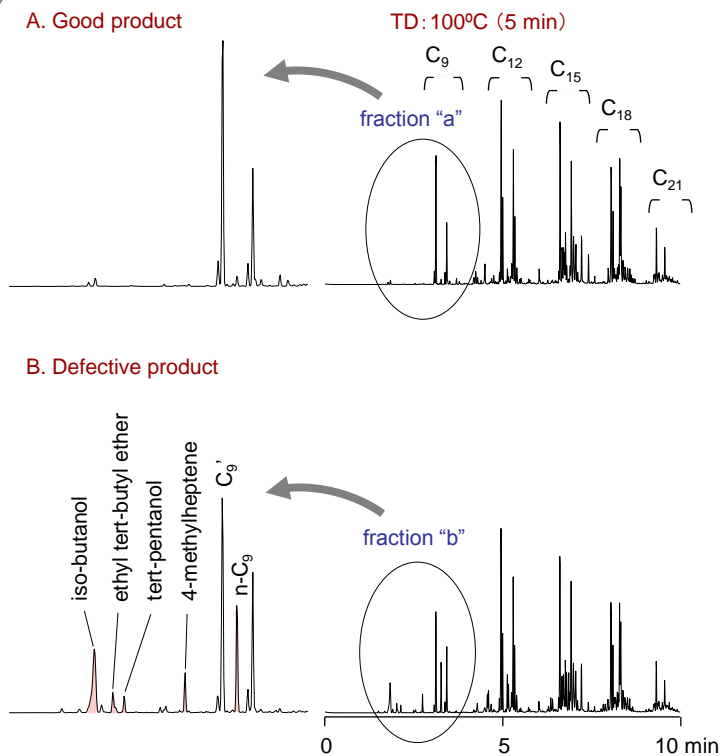 A. Good product
TD: 100ºC (5 min)
C9
C12
C15
C18
C21
fraction “a”
B. Defective product
iso-butanol
ethyl tert-butyl ether
tert-pentanol
4-methylheptene
C9’
n-C9
fraction “b”
0
5
10 min